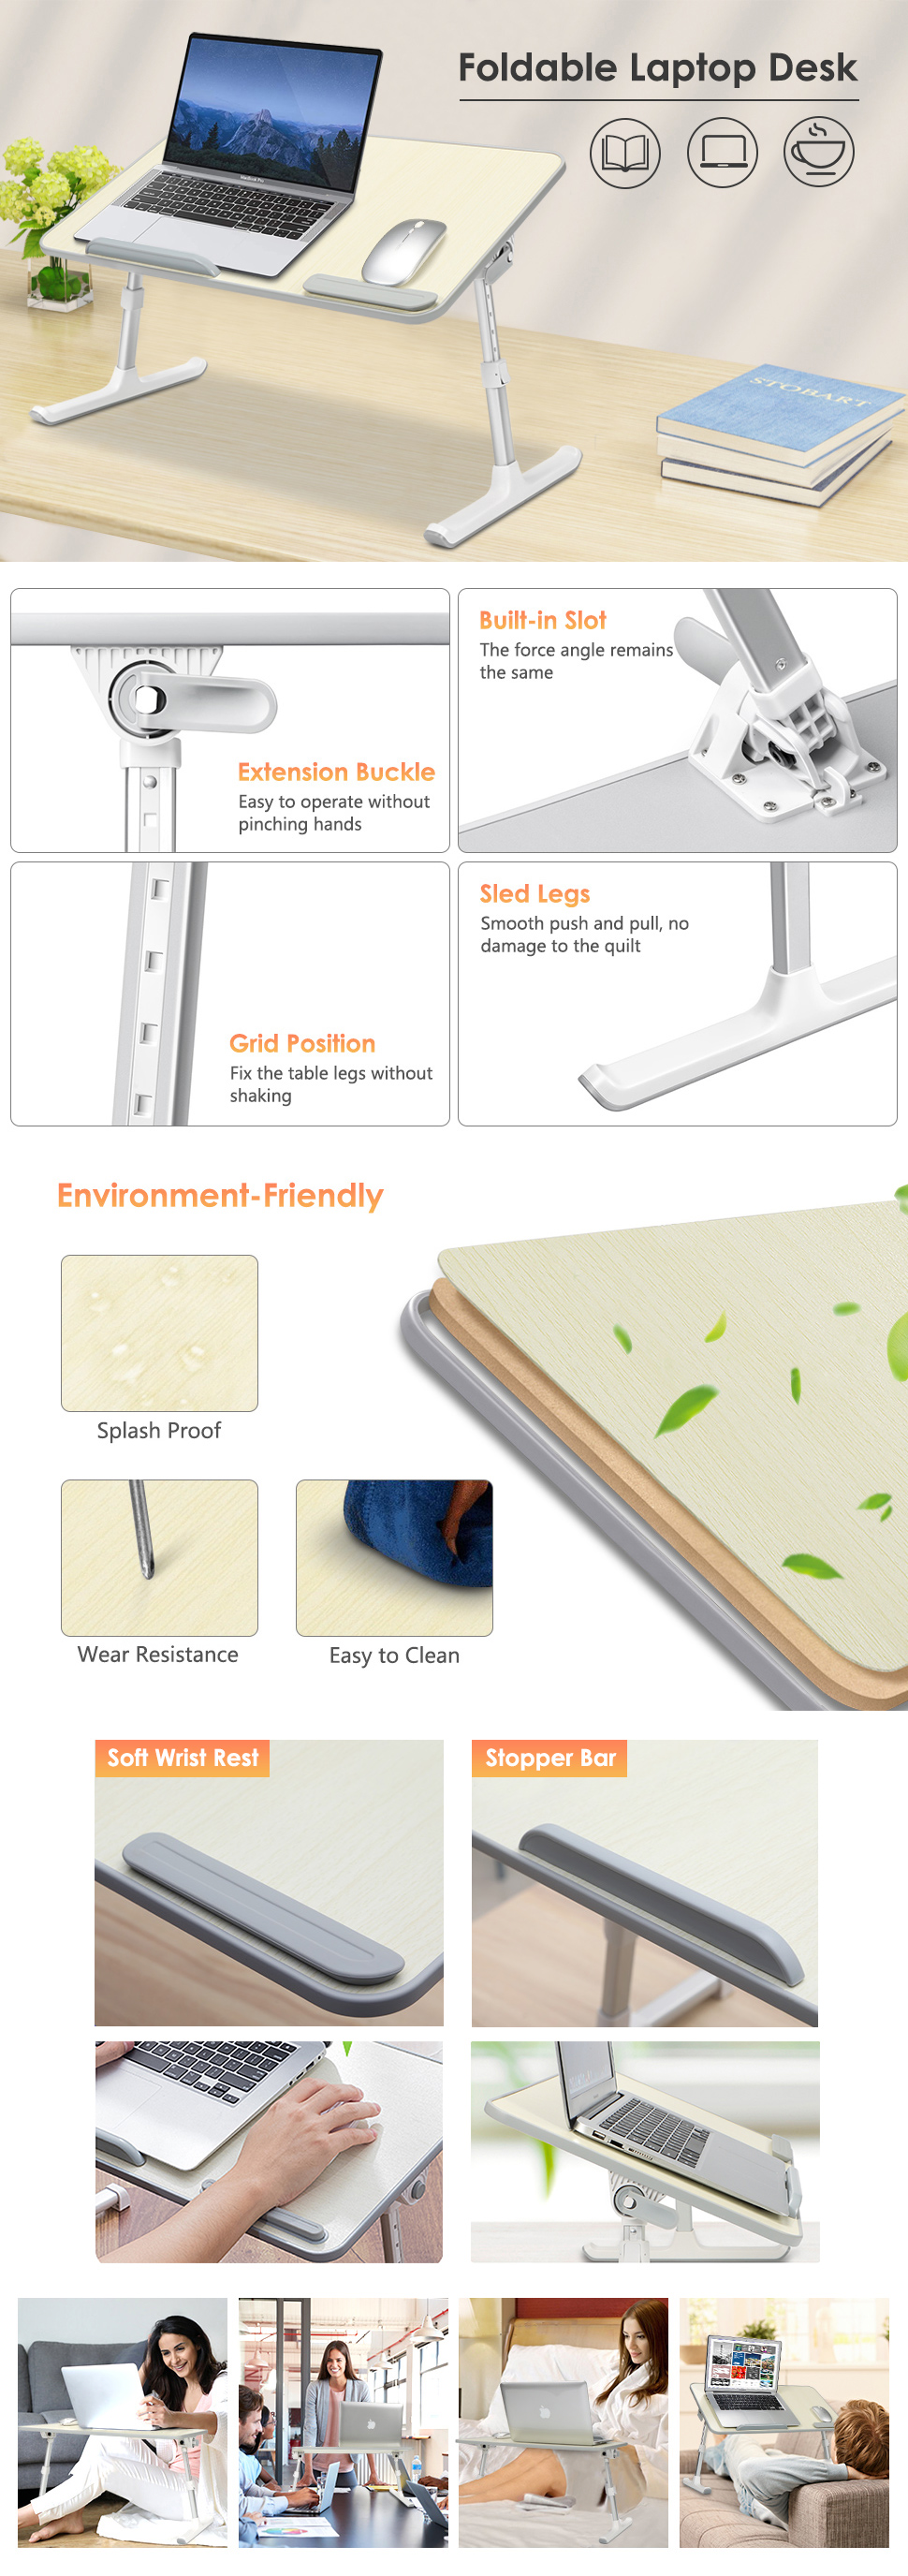 Foldable Laptop Desk
MacBook Pro
STOBART
Built-in Slot
The force angle remains
the same
Extension Buckle
Easy to operate without
pinching hands
Sled Legs
Smooth push and pull, no
damage to the quilt
Grid Position
Fix the table legs without
shaking
Environment-Friendly
Splash Proof
Wear Resistance
Easy to Clean
Soft Wrist Rest
Stopper Bar